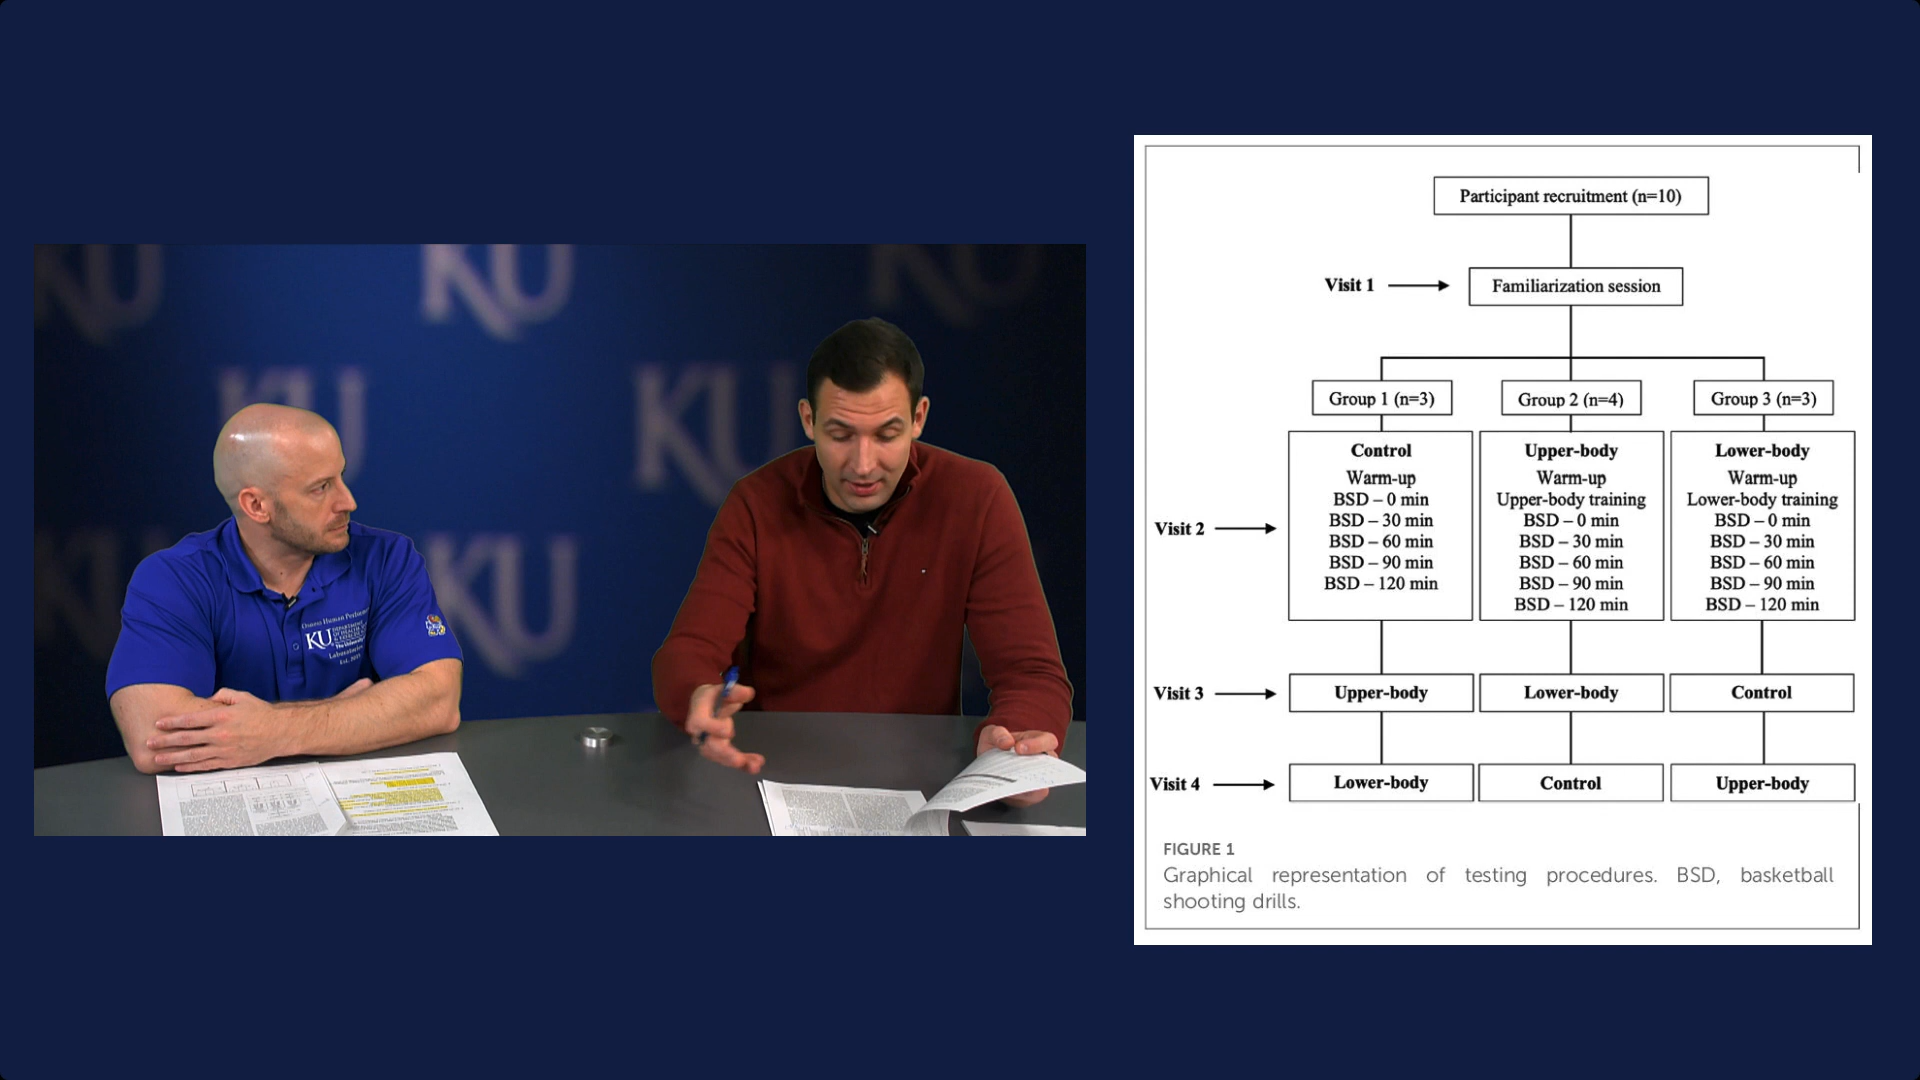 KU
KU
KU
KU
KU
KU
KU
KU
Participant recruitment (n=10)
Visit 1
Familiarization session
Group 1 (n=3)
Group 2 (n=4)
Group 3 (n=3)
Visit 2
Control
Warm-up
BSD – 0 min
BSD – 30 min
BSD – 60 min
BSD – 90 min
BSD – 120 min
Upper-body
Warm-up
Upper-body training
BSD – 0 min
BSD – 30 min
BSD – 60 min
BSD – 90 min
BSD – 120 min
Lower-body
Warm-up
Lower-body training
BSD – 0 min
BSD – 30 min
BSD – 60 min
BSD – 90 min
BSD – 120 min
Visit 3
Upper-body
Lower-body
Control
Visit 4
Lower-body
Control
Upper-body
FIGURE 1
Graphical representation of testing procedures. BSD, basketball
shooting drills.